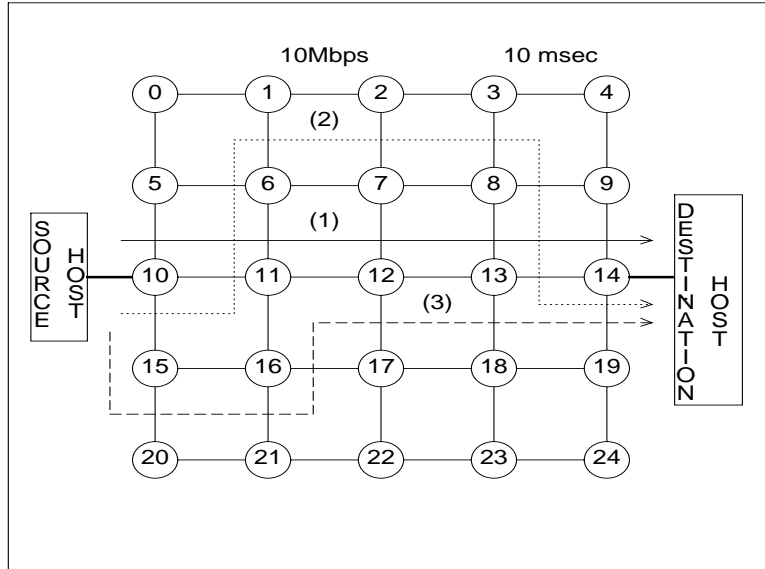 10Mbps 10 msec
0 1 2 3 4
(2)
5 6 7 8 9
(1)
SOURCE
HOST
10 11 12 13 14
DESTINATION
HOST
(3)
15 16 17 18 19
20 21 22 23 24